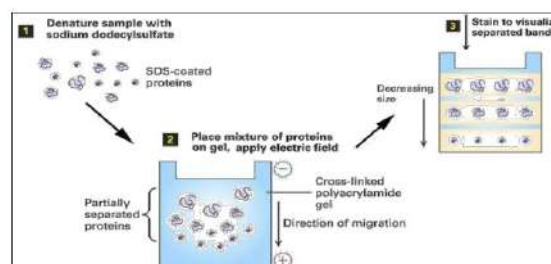 1 Denature sample with
sodium dodecylsulfate
SDS-coated
proteins
2 Place mixture of proteins
on gel, apply electric field
Partially
separated
proteins
−
Cross-linked
polyacrylamide
gel
Direction of migration
+
3 Stain to visualiz
separated band
Decreasing
size